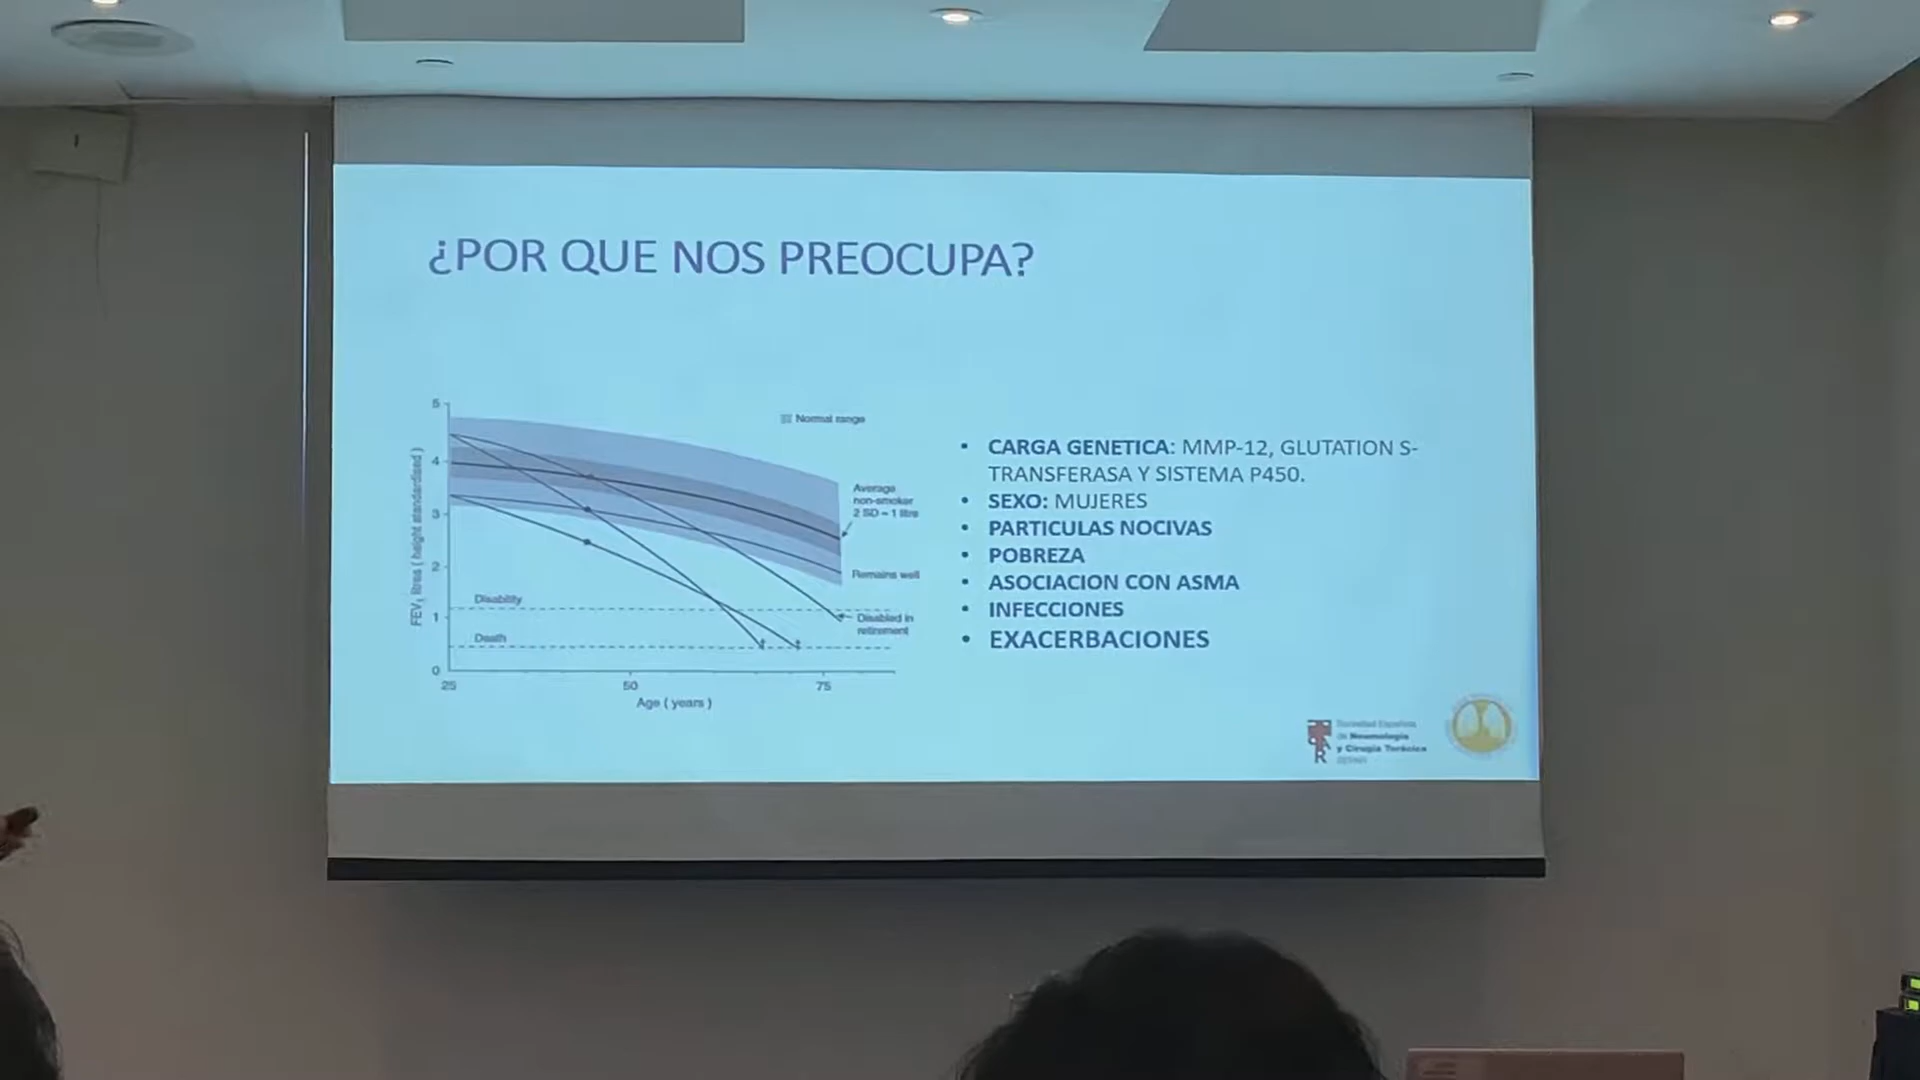 ¿POR QUE NOS PREOCUPA?
5
4
3
2
1
0
25
50
75
Age ( years )
FEV₁ litres ( height standardised )
Normal range
Average
non-smoker
2 SD = 1 litre
Remains well
Disability
Disabled in
retirement
Death
• CARGA GENETICA: MMP-12, GLUTATION S-
TRANSFERASA Y SISTEMA P450.
• SEXO: MUJERES
• PARTICULAS NOCIVAS
• POBREZA
• ASOCIACION CON ASMA
• INFECCIONES
• EXACERBACIONES
Sociedad Española
de Neumología
y Cirugía Torácica
SEPAR